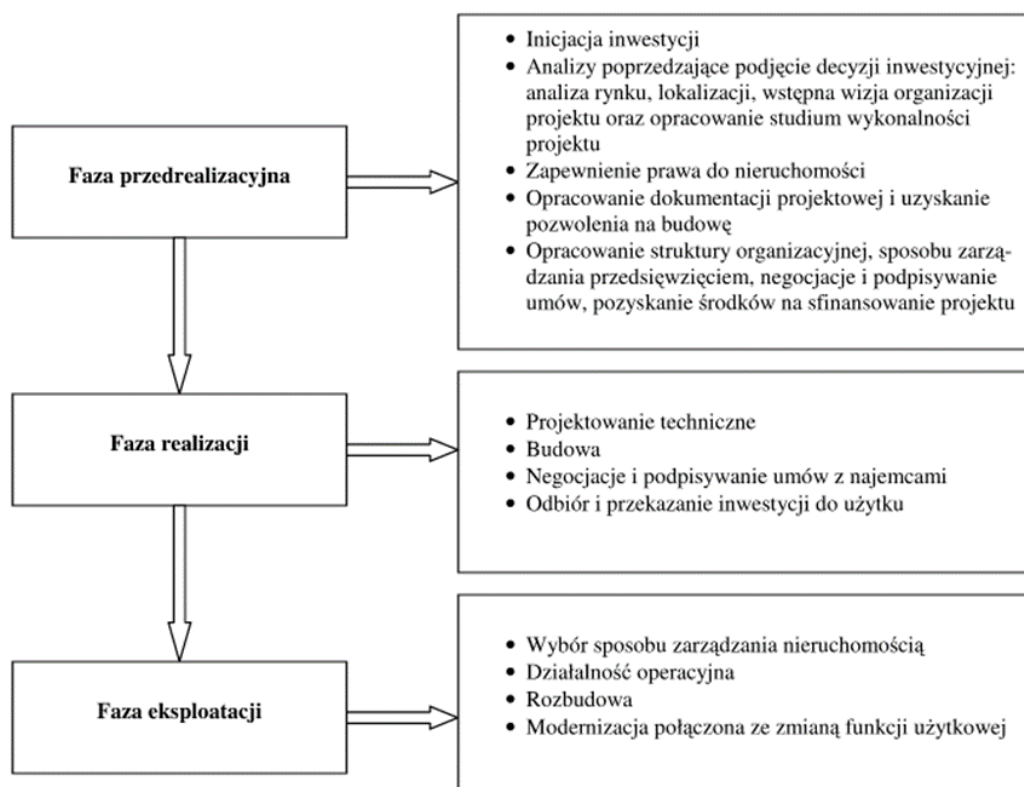 Faza przedrealizacyjna
• Inicjacja inwestycji
• Analizy poprzedzające podjęcie decyzji inwestycyjnej:
analiza rynku, lokalizacji, wstępna wizja organizacji
projektu oraz opracowanie studium wykonalności
projektu
• Zapewnienie prawa do nieruchomości
• Opracowanie dokumentacji projektowej i uzyskanie
pozwolenia na budowę
• Opracowanie struktury organizacyjnej, sposobu zarzą-
dzania przedsięwzięciem, negocjacje i podpisywanie
umów, pozyskanie środków na sfinansowanie projektu
Faza realizacji
• Projektowanie techniczne
• Budowa
• Negocjacje i podpisywanie umów z najemcami
• Odbiór i przekazanie inwestycji do użytku
Faza eksploatacji
• Wybór sposobu zarządzania nieruchomością
• Działalność operacyjna
• Rozbudowa
• Modernizacja połączona ze zmianą funkcji użytkowej